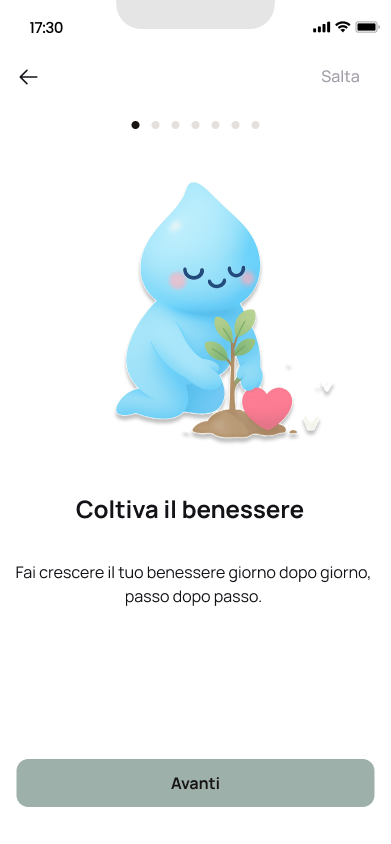 17:30
Salta
Coltiva il benessere
Fai crescere il tuo benessere giorno dopo giorno,
passo dopo passo.
Avanti